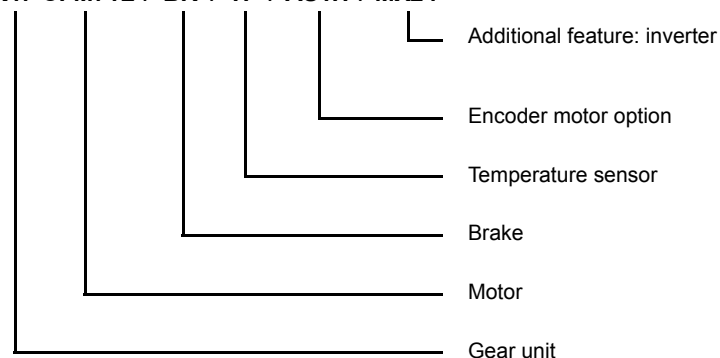 Additional feature: inverter
Encoder motor option
Temperature sensor
Brake
Motor
Gear unit